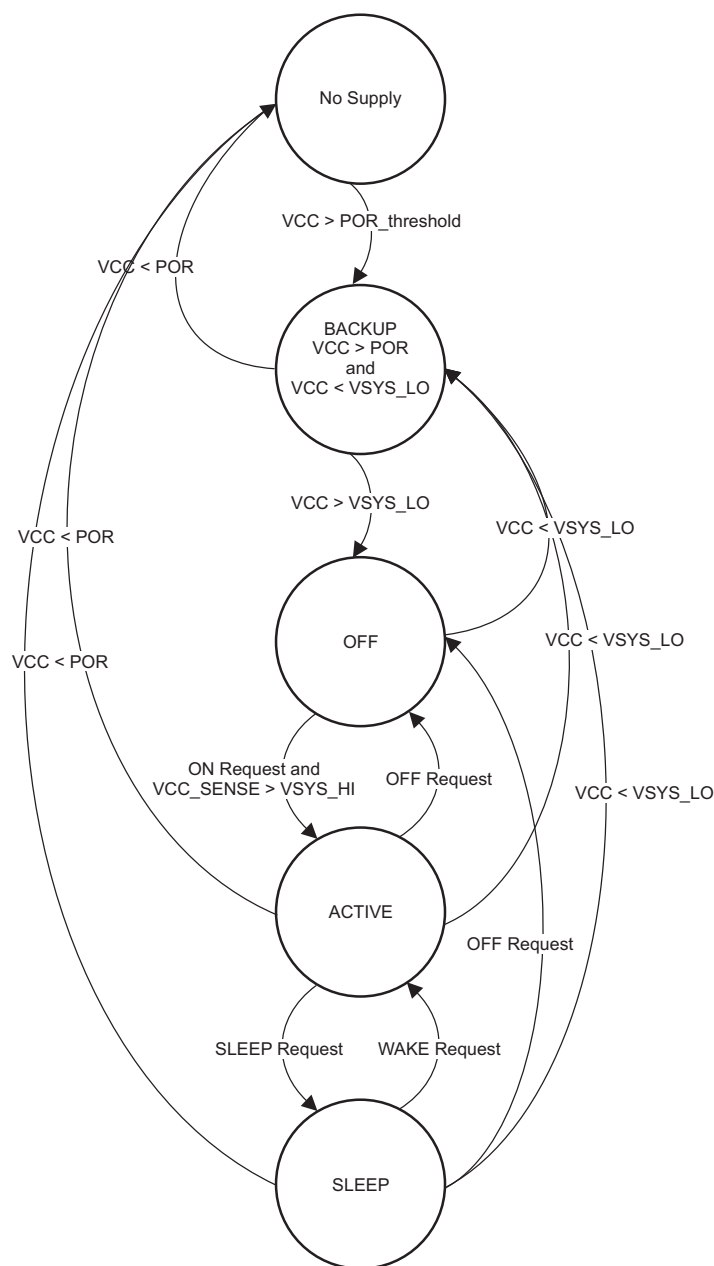 No Supply
VCC > POR_threshold
VCC < POR
BACKUP
VCC > POR
and
VCC < VSYS_LO
VCC > VSYS_LO
VCC < VSYS_LO
VCC < POR
OFF
VCC < VSYS_LO
VCC < POR
ON Request and
VCC_SENSE > VSYS_HI
OFF Request
VCC < VSYS_LO
ACTIVE
OFF Request
SLEEP Request
WAKE Request
SLEEP